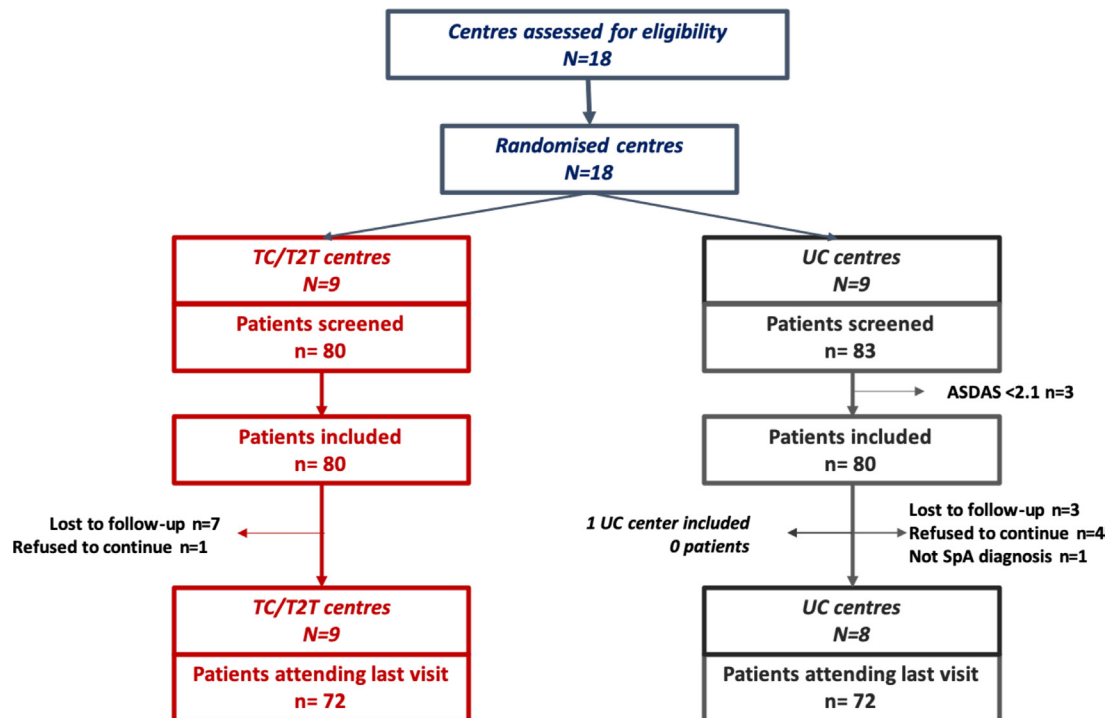 Centres assessed for eligibility
N=18
Randomised centres
N=18
TC/T2T centres
N=9
Patients screened
n= 80
UC centres
N=9
Patients screened
n= 83
ASDAS <2.1 n=3
Patients included
n= 80
Patients included
n= 80
Lost to follow-up n=7
Refused to continue n=1
1 UC center included
0 patients
Lost to follow-up n=3
Refused to continue n=4
Not SpA diagnosis n=1
TC/T2T centres
N=9
Patients attending last visit
n= 72
UC centres
N=8
Patients attending last visit
n= 72